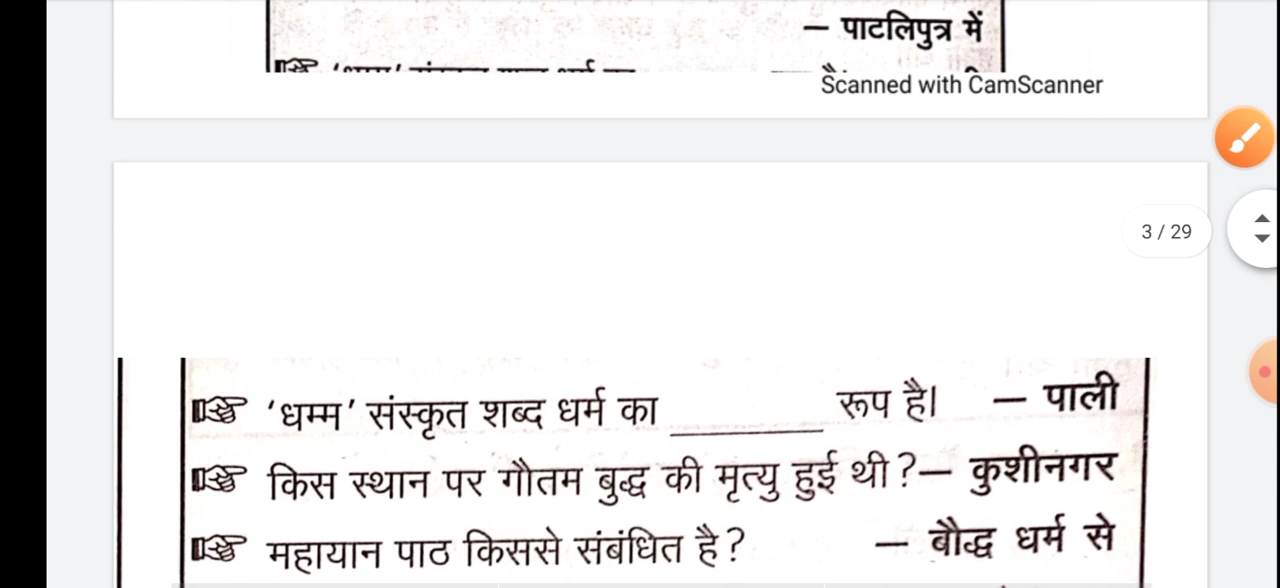 — पाटलिपुत्र में
Scanned with CamScanner
3 / 29
☞ 'धम्म' संस्कृत शब्द धर्म का ________ रूप है। — पाली
☞ किस स्थान पर गौतम बुद्ध की मृत्यु हुई थी ?— कुशीनगर
☞ महायान पाठ किससे संबंधित है ? — बौद्ध धर्म से